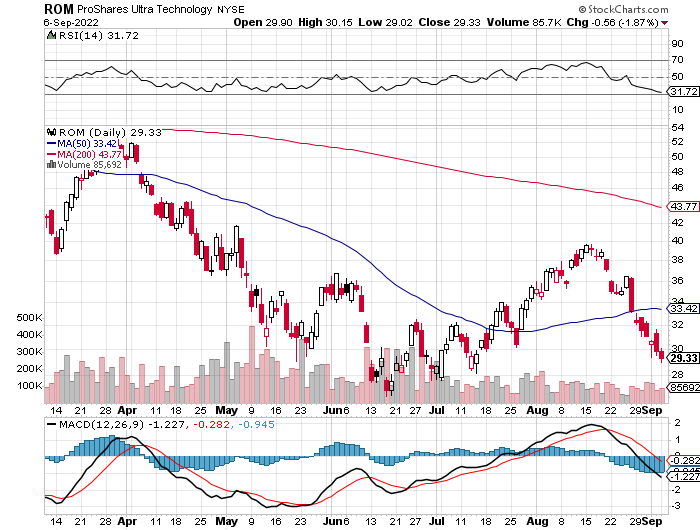 ROM ProShares Ultra Technology NYSE © StockCharts.com
6-Sep-2022 Open 29.90 High 30.15 Low 29.02 Close 29.33 Volume 85.7K Chg -0.56 (-1.87%)
RSI(14) 31.72
90
70
50
31.72
10
ROM (Daily) 29.33
MA(50) 33.42
MA(200) 43.77
Volume 85,692
54
52
50
48
46
44
43.77
42
40
38
36
34
33.42
32
30
29.33
28
85692
500K
400K
300K
200K
100K
14 21 28 Apr 11 18 25 May 9 16 23 Jun 6 13 21 27 Jul 11 18 25 Aug 8 15 22 29 Sep
MACD(12,26,9) -1.227, -0.282, -0.945
2
1
-0.282
-1.227
-2
-3
14 21 28 Apr 11 18 25 May 9 16 23 Jun 6 13 21 27 Jul 11 18 25 Aug 8 15 22 29 Sep